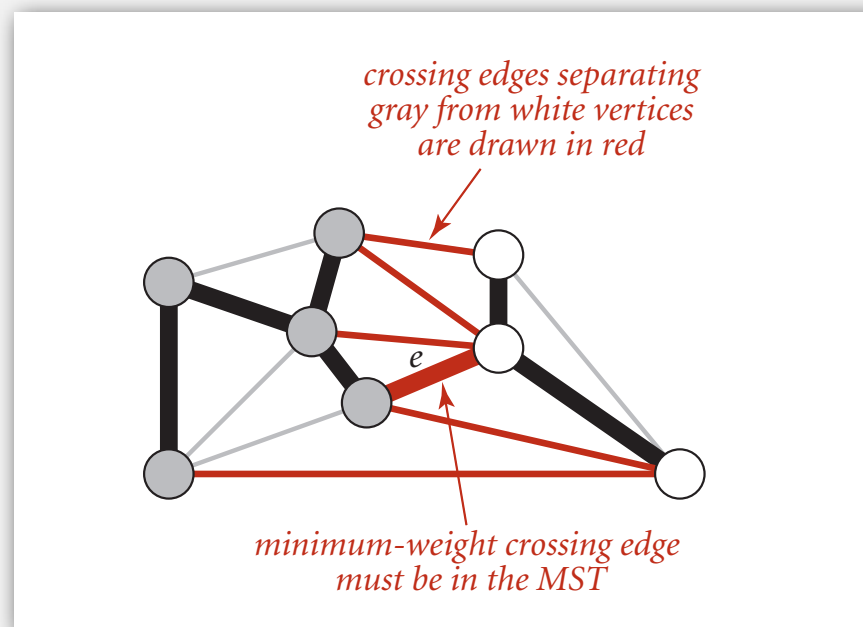 crossing edges separating
gray from white vertices
are drawn in red
e
minimum-weight crossing edge
must be in the MST